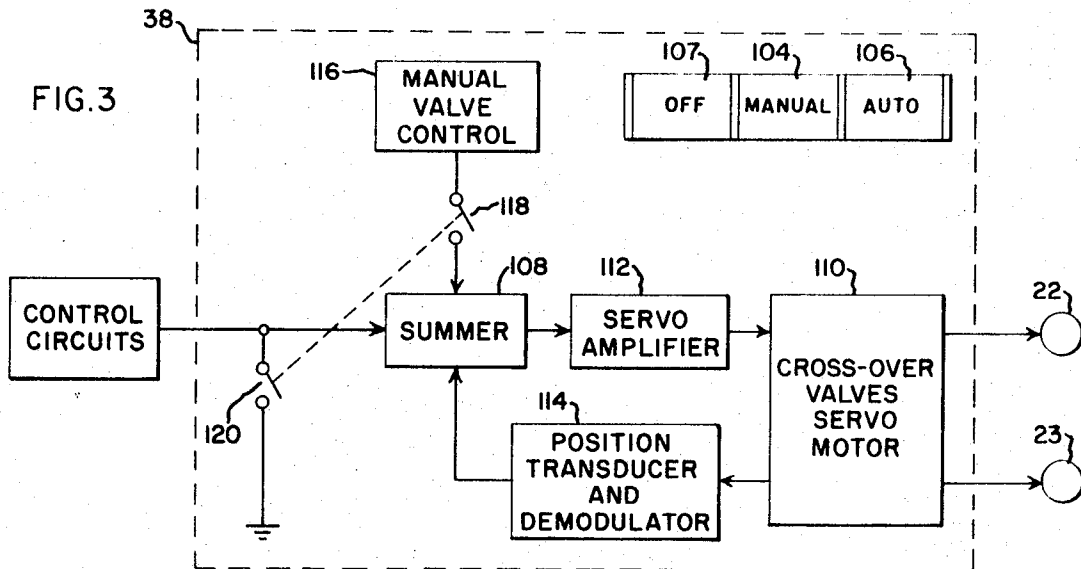 38
FIG.3
116
MANUAL
VALVE
CONTROL
107
104
106
OFF
MANUAL
AUTO
118
CONTROL
CIRCUITS
108
SUMMER
112
SERVO
AMPLIFIER
110
CROSS-OVER
VALVES
SERVO
MOTOR
22
23
120
114
POSITION
TRANSDUCER
AND
DEMODULATOR